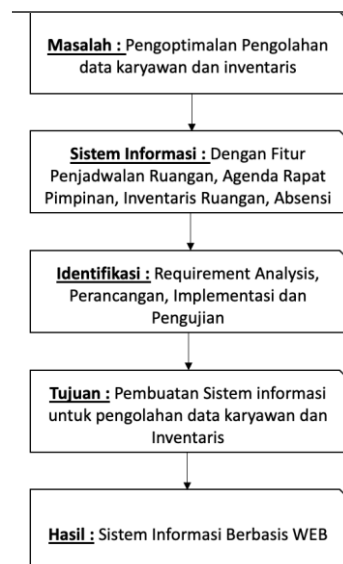 Masalah : Pengoptimalan Pengolahan
data karyawan dan inventaris
Sistem Informasi : Dengan Fitur
Penjadwalan Ruangan, Agenda Rapat
Pimpinan, Inventaris Ruangan, Absensi
Identifikasi : Requirement Analysis,
Perancangan, Implementasi dan
Pengujian
Tujuan : Pembuatan Sistem informasi
untuk pengolahan data karyawan dan
Inventaris
Hasil : Sistem Informasi Berbasis WEB